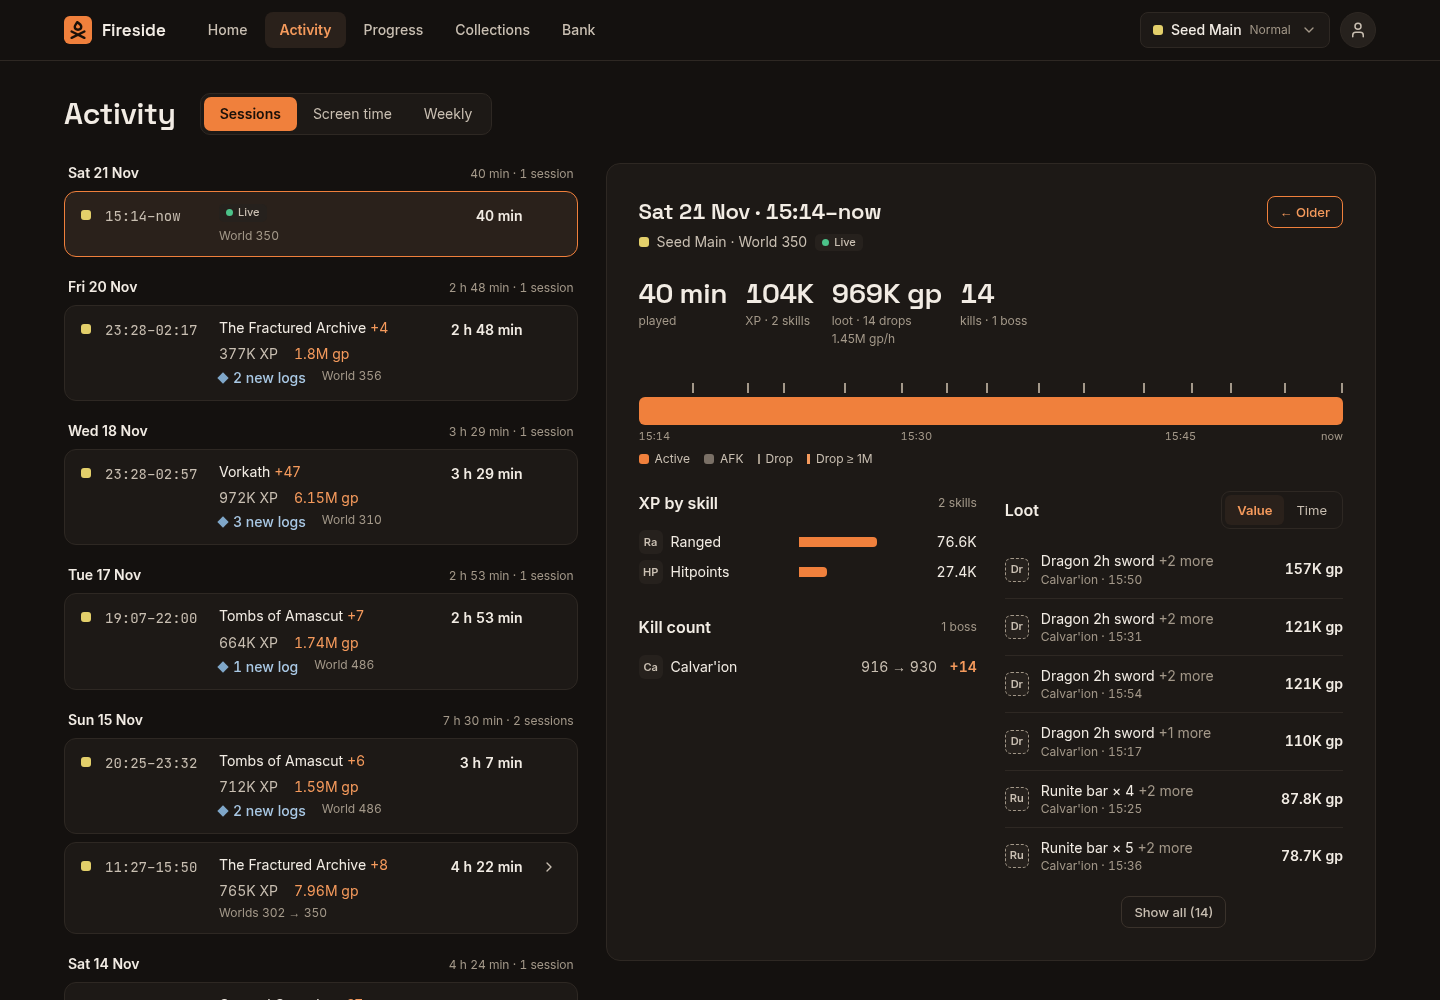 Fireside
Home
Activity
Progress
Collections
Bank
Seed Main Normal
Activity
Sessions
Screen time
Weekly
Sat 21 Nov
40 min · 1 session
15:14–now
Live
40 min
World 350
Fri 20 Nov
2 h 48 min · 1 session
23:28–02:17
The Fractured Archive +4
2 h 48 min
377K XP 1.8M gp
2 new logs World 356
Wed 18 Nov
3 h 29 min · 1 session
23:28–02:57
Vorkath +47
3 h 29 min
972K XP 6.15M gp
3 new logs World 310
Tue 17 Nov
2 h 53 min · 1 session
19:07–22:00
Tombs of Amascut +7
2 h 53 min
664K XP 1.74M gp
1 new log World 486
Sun 15 Nov
7 h 30 min · 2 sessions
20:25–23:32
Tombs of Amascut +6
3 h 7 min
712K XP 1.59M gp
2 new logs World 486
11:27–15:50
The Fractured Archive +8
4 h 22 min
765K XP 7.96M gp
Worlds 302 → 350
Sat 14 Nov
4 h 24 min · 1 session
Sat 21 Nov · 15:14–now
← Older
Seed Main · World 350 Live
40 min
played
104K
XP · 2 skills
969K gp
loot · 14 drops
1.45M gp/h
14
kills · 1 boss
15:14 15:30 15:45 now
Active AFK Drop Drop ≥ 1M
XP by skill
2 skills
Ra Ranged 76.6K
HP Hitpoints 27.4K
Kill count
1 boss
Ca Calvar'ion 916 → 930 +14
Loot
Value Time
Dr Dragon 2h sword +2 more 157K gp
Calvar'ion · 15:50
Dr Dragon 2h sword +2 more 121K gp
Calvar'ion · 15:31
Dr Dragon 2h sword +2 more 121K gp
Calvar'ion · 15:54
Dr Dragon 2h sword +1 more 110K gp
Calvar'ion · 15:17
Ru Runite bar × 4 +2 more 87.8K gp
Calvar'ion · 15:25
Ru Runite bar × 5 +2 more 78.7K gp
Calvar'ion · 15:36
Show all (14)